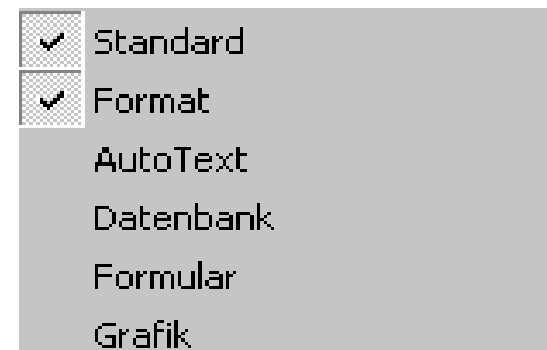 Standard
Format
AutoText
Datenbank
Formular
Grafik